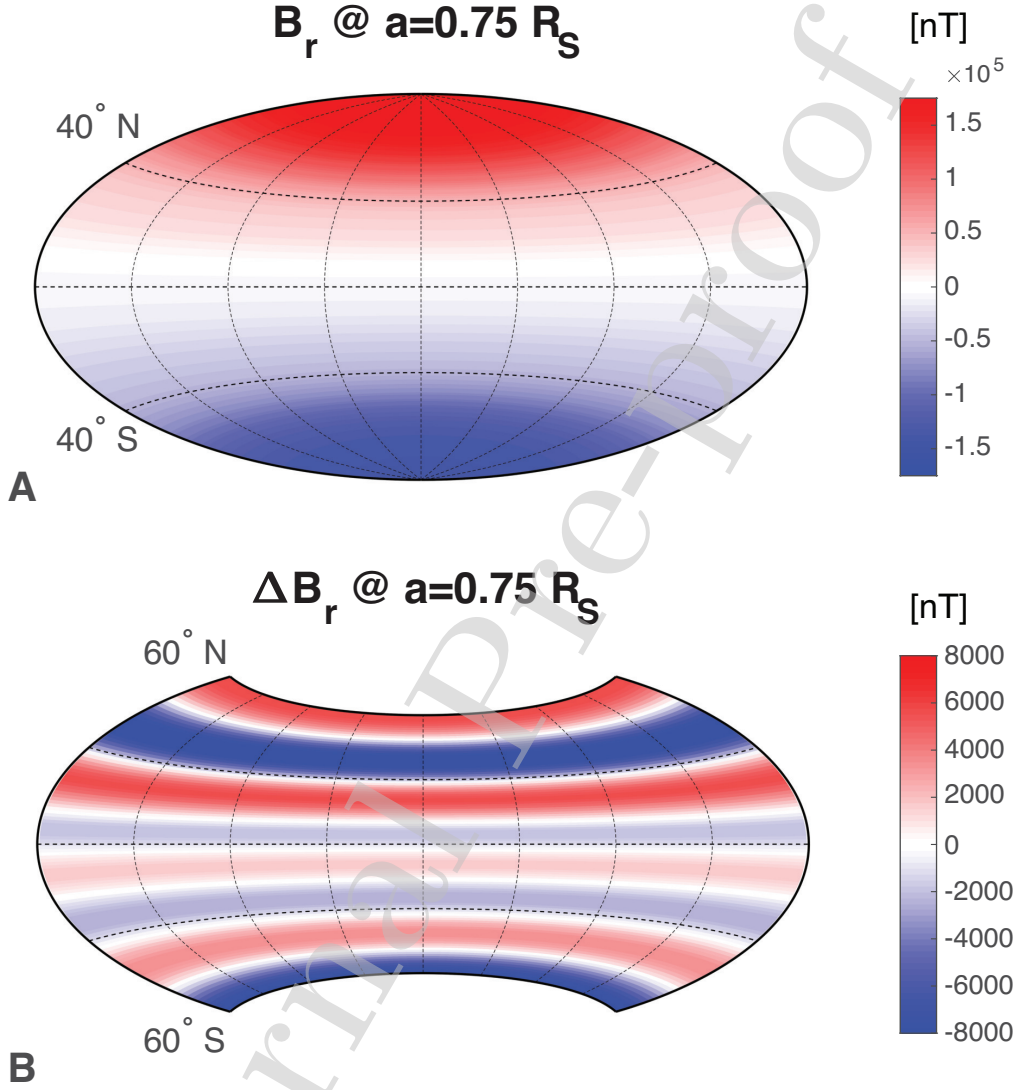 B_r @ a=0.75 R_S
[nT]
×10^5
40° N
1.5
1
0.5
0
-0.5
-1
40° S
-1.5
A
ΔB_r @ a=0.75 R_S
[nT]
60° N
8000
6000
4000
2000
0
-2000
-4000
-6000
60° S
-8000
B
rnal Pre-proof